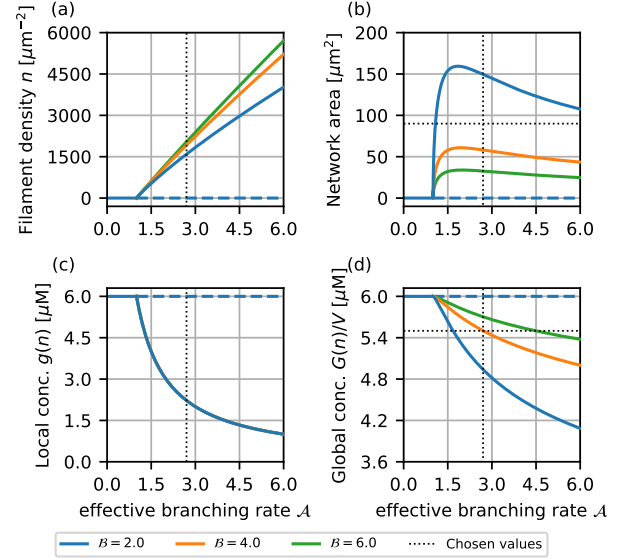 (a)
Filament density n [μm⁻²]
6000
4500
3000
1500
0
0.0 1.5 3.0 4.5 6.0
(b)
Network area [μm²]
200
150
100
50
0
0.0 1.5 3.0 4.5 6.0
(c)
Local conc. g(n) [μM]
6.0
4.5
3.0
1.5
0.0
0.0 1.5 3.0 4.5 6.0
effective branching rate 𝒜
(d)
Global conc. G(n)/V [μM]
6.0
5.4
4.8
4.2
3.6
0.0 1.5 3.0 4.5 6.0
effective branching rate 𝒜
ℬ = 2.0 ℬ = 4.0 ℬ = 6.0 Chosen values